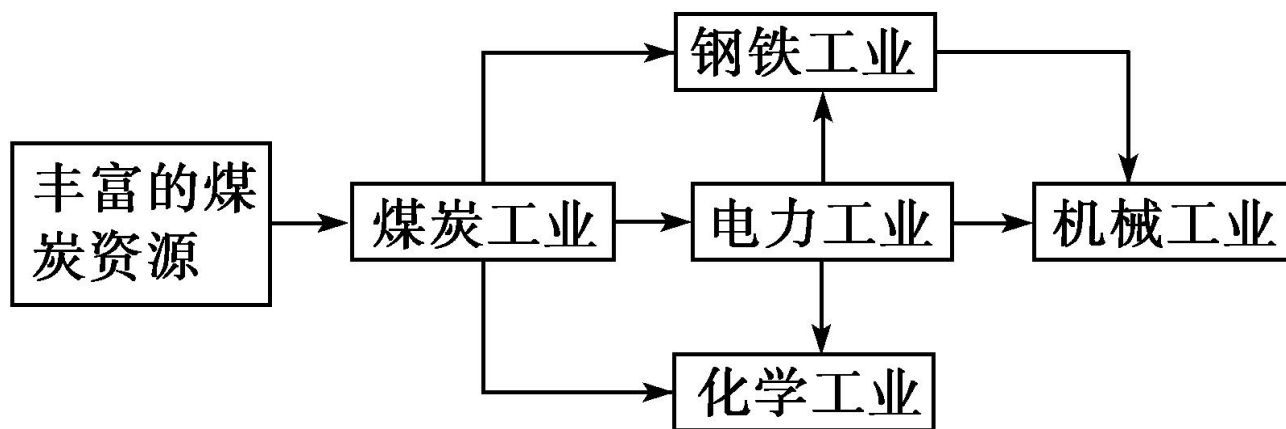 钢铁工业
丰富的煤
炭资源
煤炭工业
电力工业
机械工业
化学工业